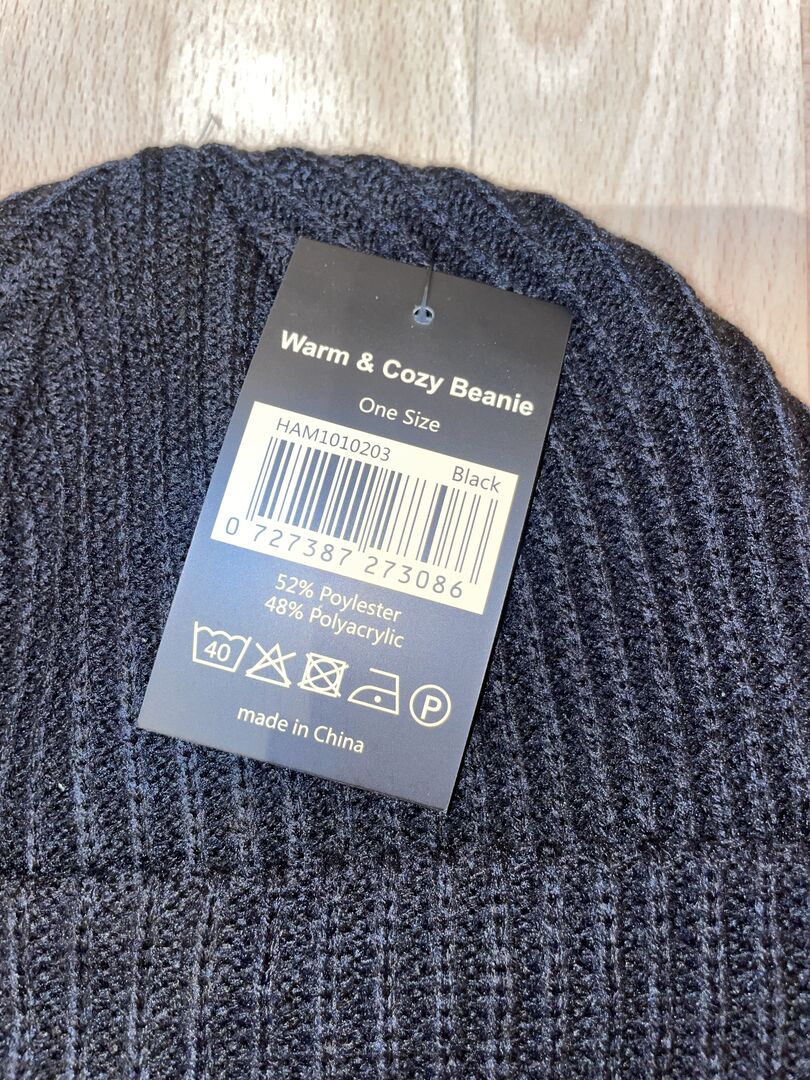 Warm & Cozy Beanie
One Size
HAM1010203
Black
0 727387 273086
52% Poylester
48% Polyacrylic
40
P
made in China